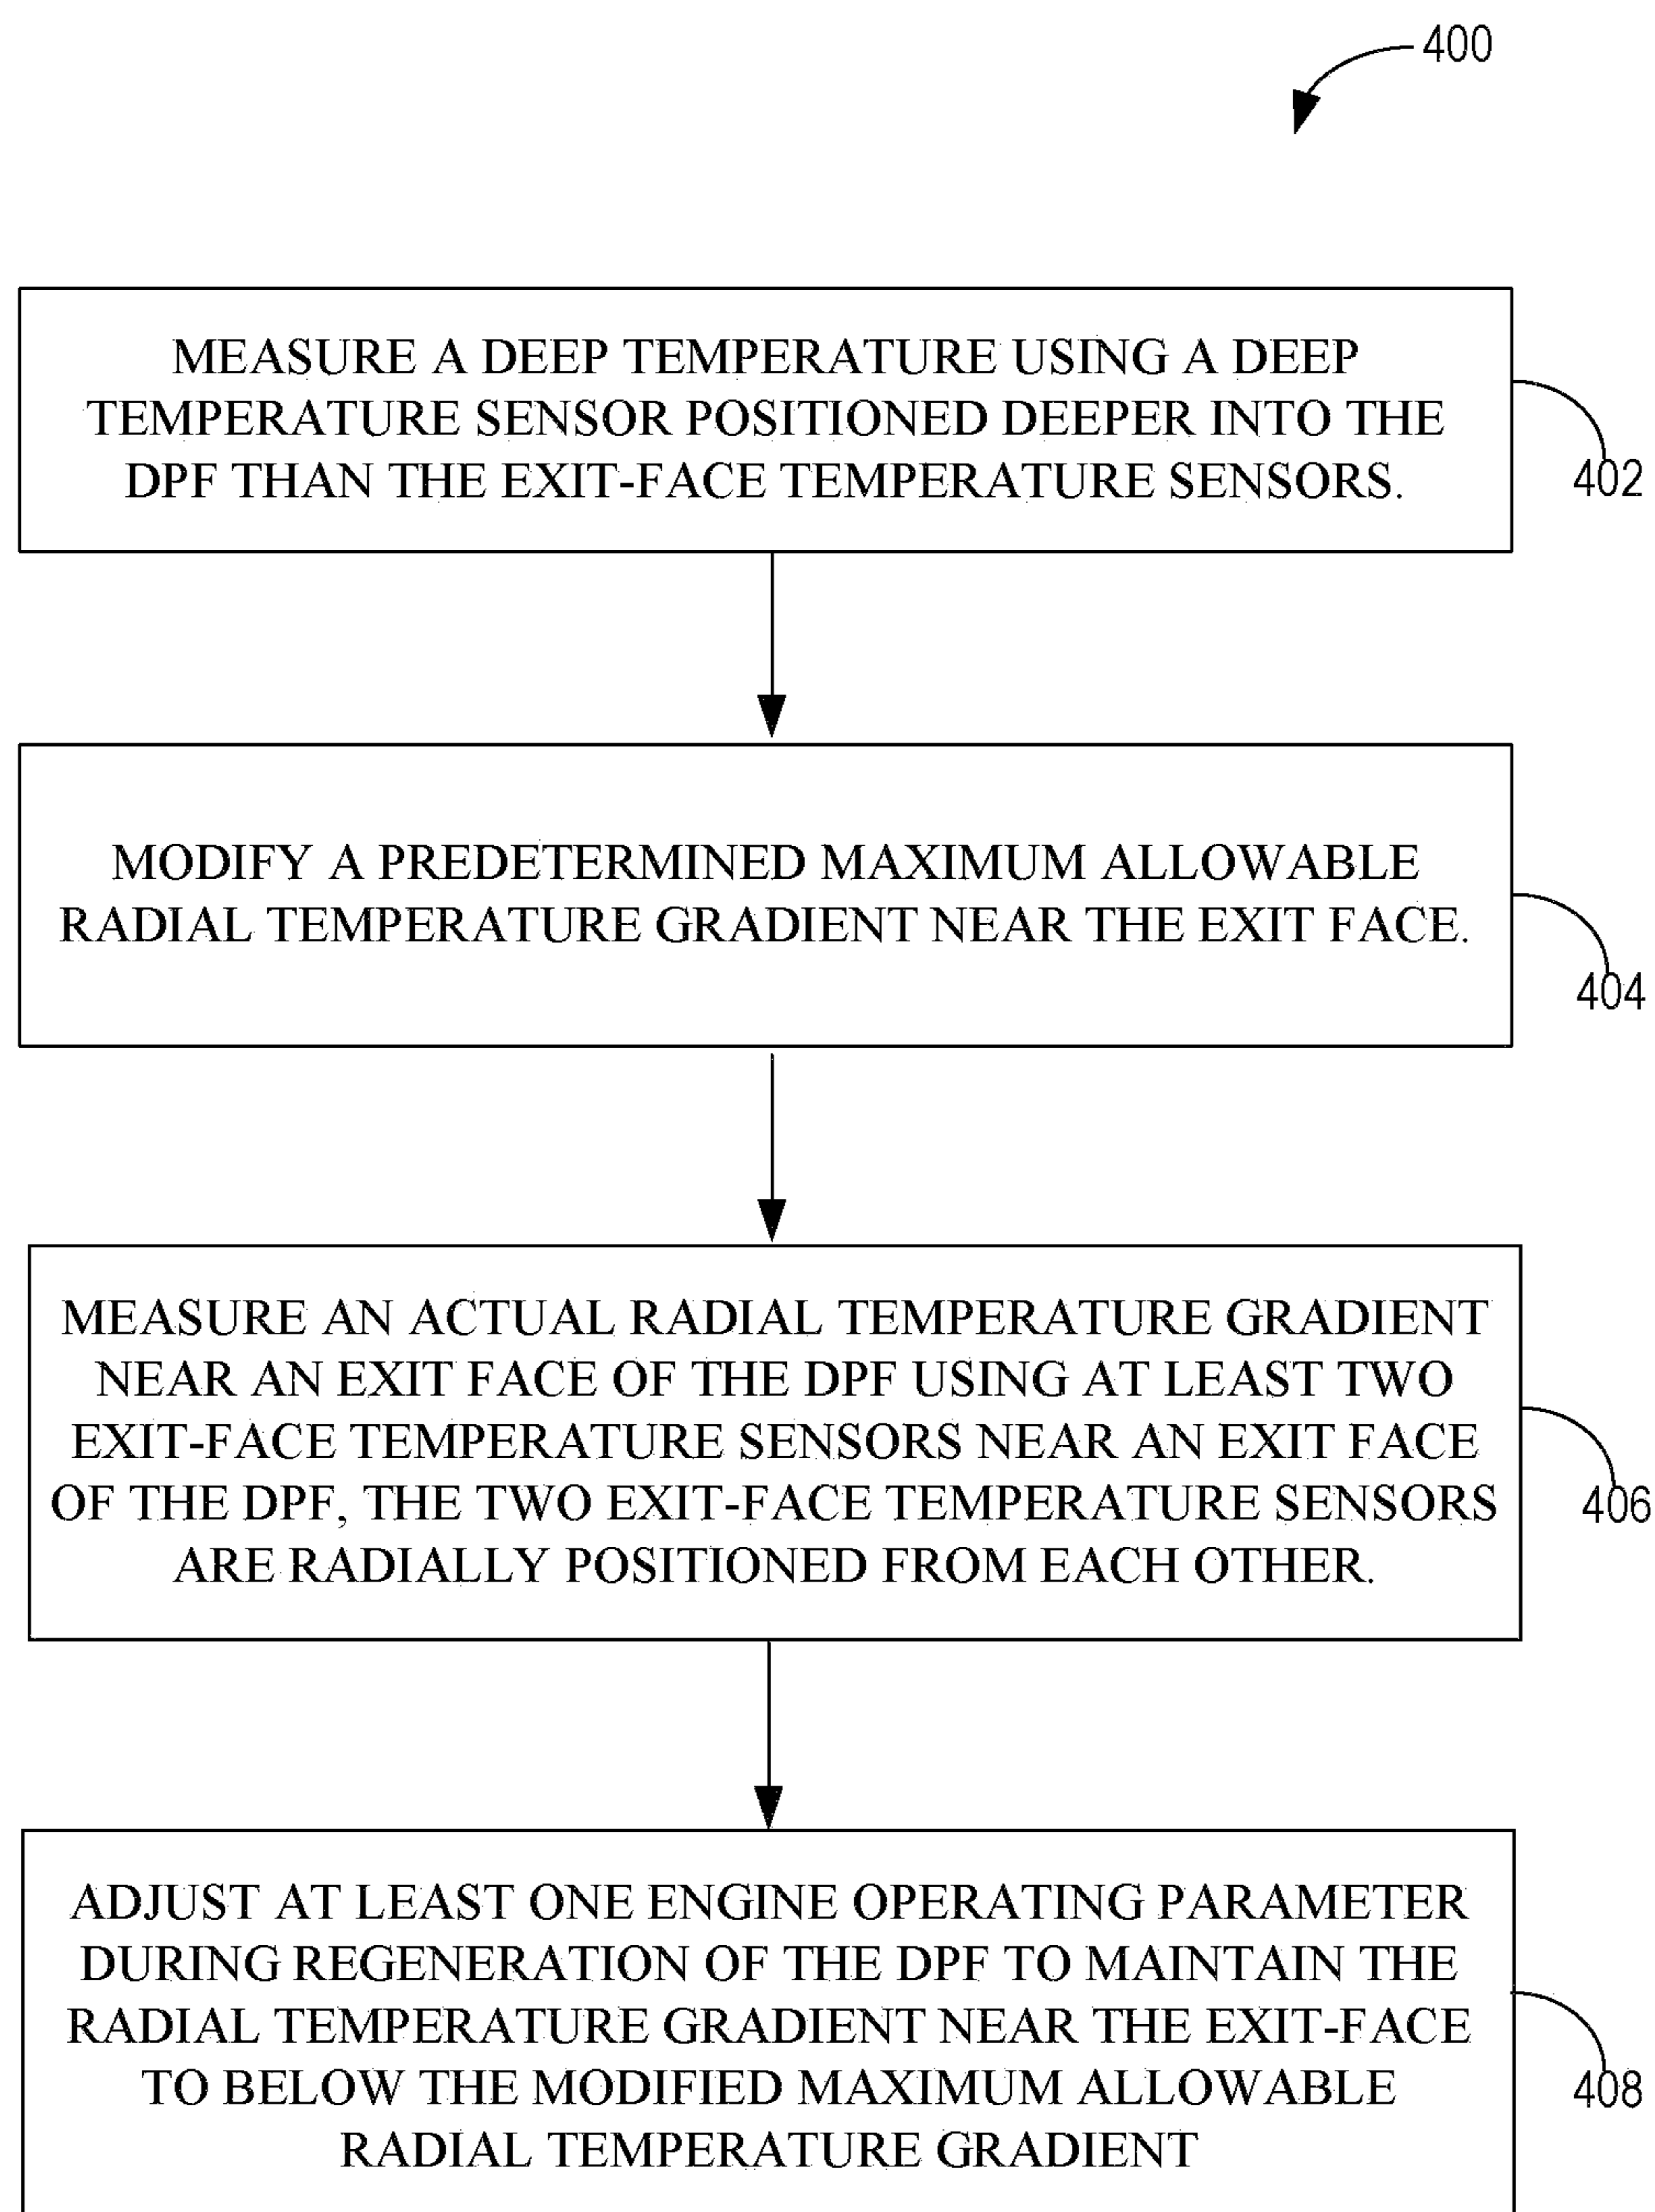 400
MEASURE A DEEP TEMPERATURE USING A DEEP
TEMPERATURE SENSOR POSITIONED DEEPER INTO THE
DPF THAN THE EXIT-FACE TEMPERATURE SENSORS.
402
MODIFY A PREDETERMINED MAXIMUM ALLOWABLE
RADIAL TEMPERATURE GRADIENT NEAR THE EXIT FACE.
404
MEASURE AN ACTUAL RADIAL TEMPERATURE GRADIENT
NEAR AN EXIT FACE OF THE DPF USING AT LEAST TWO
EXIT-FACE TEMPERATURE SENSORS NEAR AN EXIT FACE
OF THE DPF, THE TWO EXIT-FACE TEMPERATURE SENSORS
ARE RADIALLY POSITIONED FROM EACH OTHER.
406
ADJUST AT LEAST ONE ENGINE OPERATING PARAMETER
DURING REGENERATION OF THE DPF TO MAINTAIN THE
RADIAL TEMPERATURE GRADIENT NEAR THE EXIT-FACE
TO BELOW THE MODIFIED MAXIMUM ALLOWABLE
RADIAL TEMPERATURE GRADIENT
408